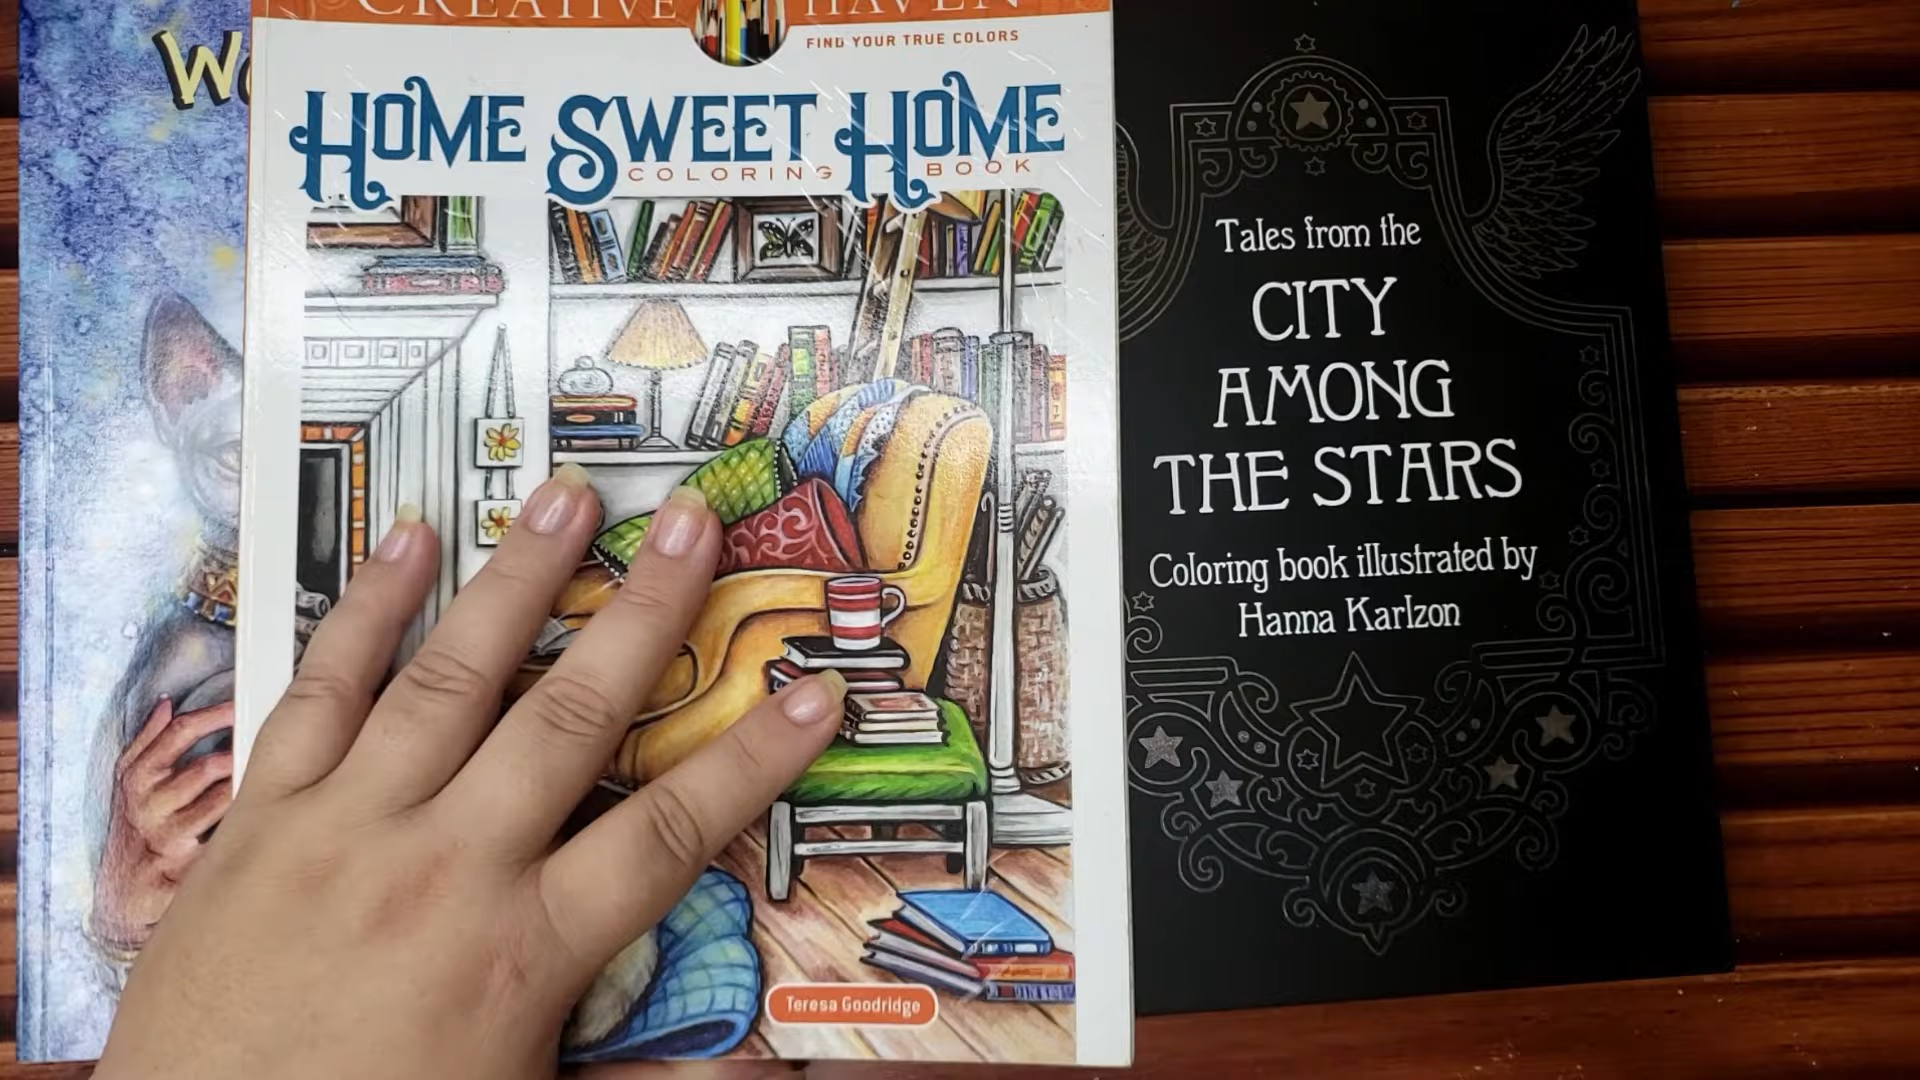 CREATIVE HAVEN
FIND YOUR TRUE COLORS
HOME SWEET HOME
COLORING BOOK
Teresa Goodridge
Tales from the
CITY
AMONG
THE STARS
Coloring book illustrated by
Hanna Karlzon